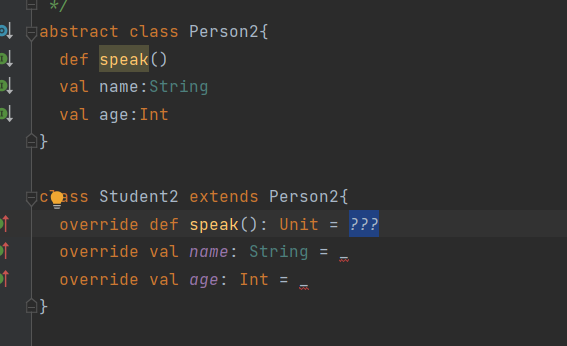 */
abstract class Person2{
def speak()
val name:String
val age:Int
}
class Student2 extends Person2{
override def speak(): Unit = ???
override val name: String = _
override val age: Int = _
}